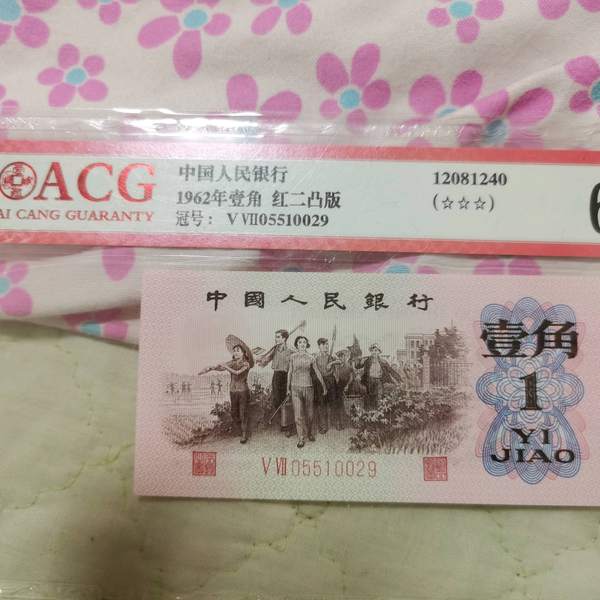 ACG
AI CANG GUARANTY
中国人民银行
1962年壹角 红二凸版
冠号: V Ⅶ05510029
12081240
(☆☆☆)
6
中國人民銀行
壹角
1
YI
JIAO
V Ⅶ 05510029